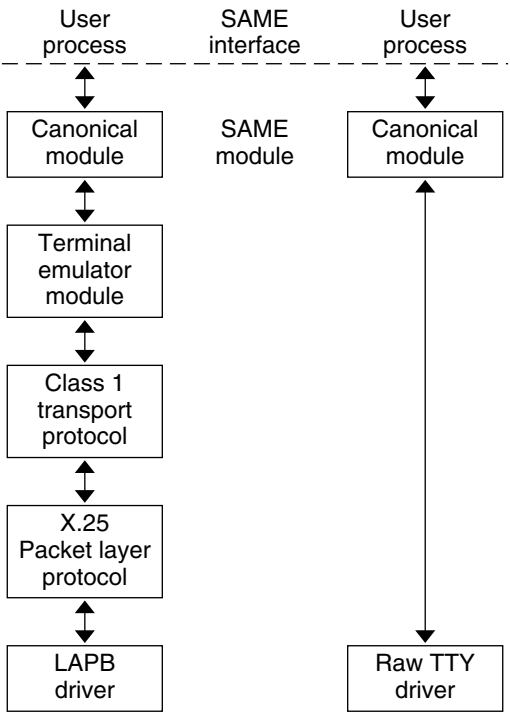 User
process
SAME
interface
User
process
Canonical
module
SAME
module
Canonical
module
Terminal
emulator
module
Class 1
transport
protocol
X.25
Packet layer
protocol
LAPB
driver
Raw TTY
driver